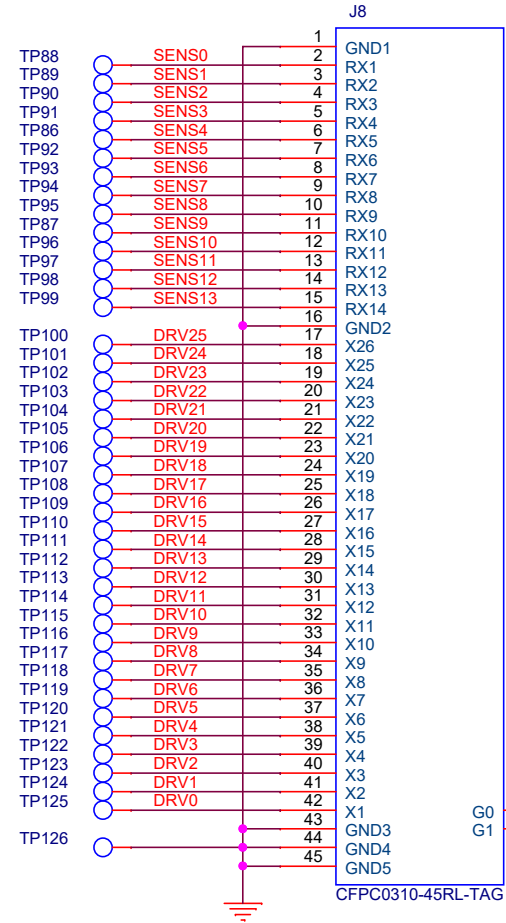 J8
1 GND1
TP88 SENS0 2 RX1
TP89 SENS1 3 RX2
TP90 SENS2 4 RX3
TP91 SENS3 5 RX4
TP86 SENS4 6 RX5
TP92 SENS5 7 RX6
TP93 SENS6 8 RX7
TP94 SENS7 9 RX8
TP95 SENS8 10 RX9
TP87 SENS9 11 RX10
TP96 SENS10 12 RX11
TP97 SENS11 13 RX12
TP98 SENS12 14 RX13
TP99 SENS13 15 RX14
16 GND2
TP100 DRV25 17 X26
TP101 DRV24 18 X25
TP102 DRV23 19 X24
TP103 DRV22 20 X23
TP104 DRV21 21 X22
TP105 DRV20 22 X21
TP106 DRV19 23 X20
TP107 DRV18 24 X19
TP108 DRV17 25 X18
TP109 DRV16 26 X17
TP110 DRV15 27 X16
TP111 DRV14 28 X15
TP112 DRV13 29 X14
TP113 DRV12 30 X13
TP114 DRV11 31 X12
TP115 DRV10 32 X11
TP116 DRV9 33 X10
TP117 DRV8 34 X9
TP118 DRV7 35 X8
TP119 DRV6 36 X7
TP120 DRV5 37 X6
TP121 DRV4 38 X5
TP122 DRV3 39 X4
TP123 DRV2 40 X3
TP124 DRV1 41 X2
TP125 DRV0 42 X1 G0
43 GND3 G1
TP126 44 GND4
45 GND5
CFPC0310-45RL-TAG